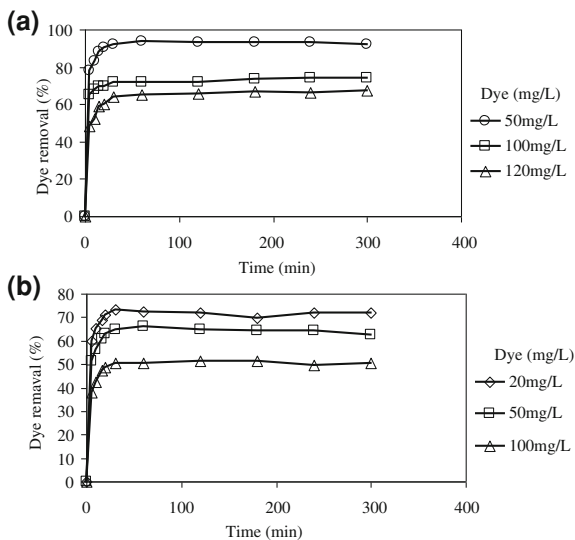 (a)
Dye removal (%)
100
80
60
40
20
0
0
100
200
300
400
Time (min)
Dye (mg/L)
50mg/L
100mg/L
120mg/L
(b)
Dye remaval (%)
80
70
60
50
40
30
20
10
0
0
100
200
300
400
Time (min)
Dye (mg/L)
20mg/L
50mg/L
100mg/L